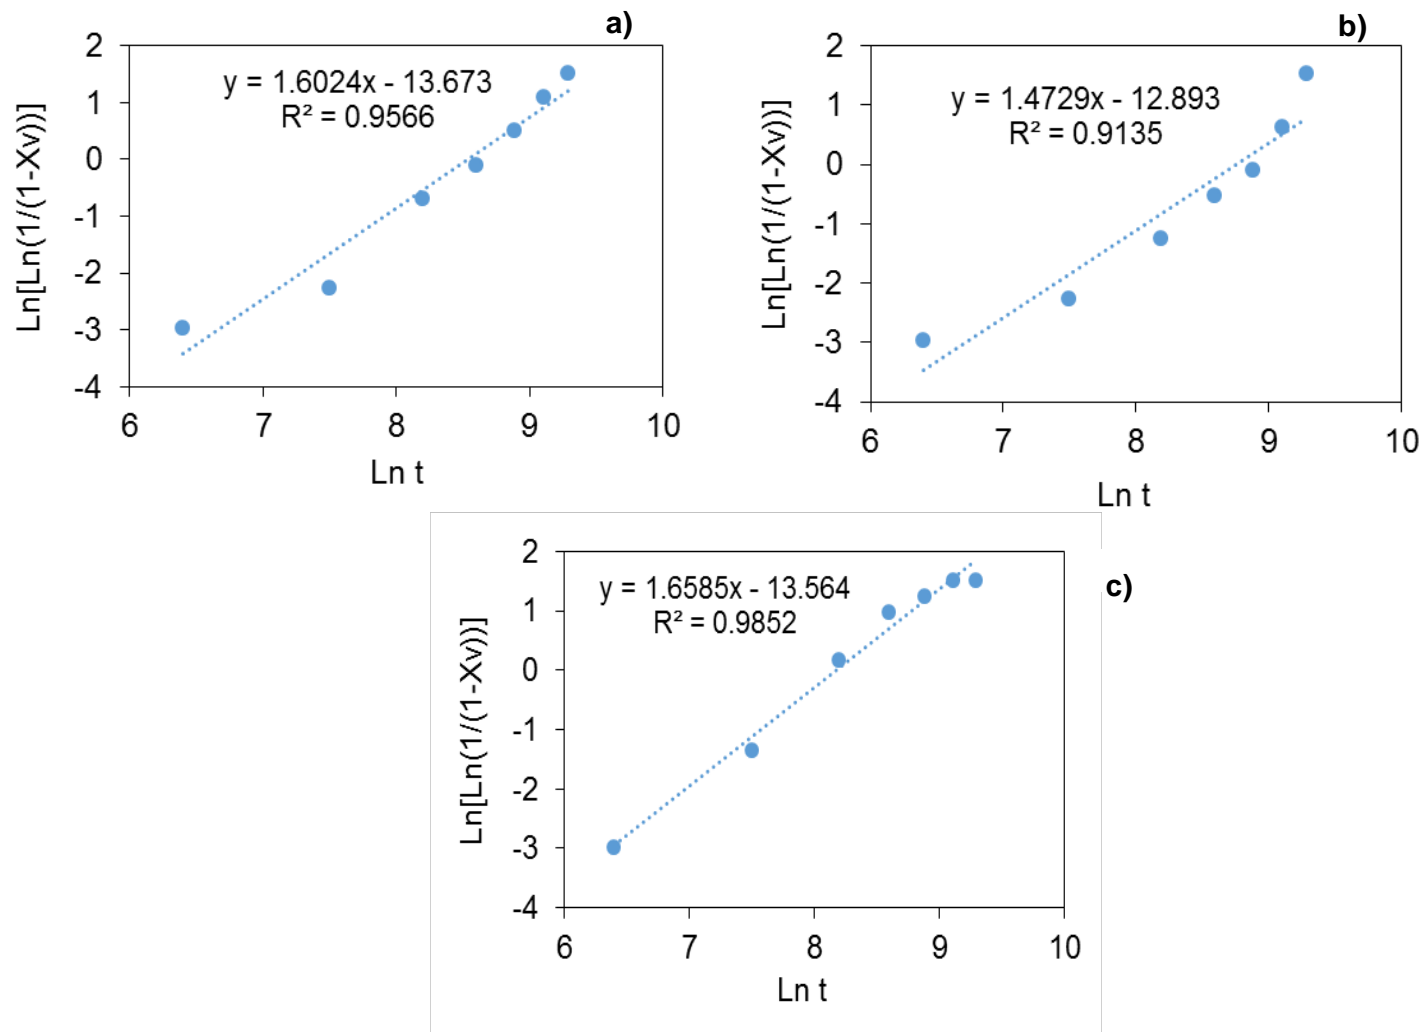 a)
y = 1.6024x - 13.673
R² = 0.9566
Ln[Ln(1/(1-Xv))]
2
1
0
-1
-2
-3
-4
6 7 8 9 10
Ln t
b)
y = 1.4729x - 12.893
R² = 0.9135
Ln[Ln(1/(1-Xv))]
2
1
0
-1
-2
-3
-4
6 7 8 9 10
Ln t
c)
y = 1.6585x - 13.564
R² = 0.9852
Ln[Ln(1/(1-Xv))]
2
1
0
-1
-2
-3
-4
6 7 8 9 10
Ln t